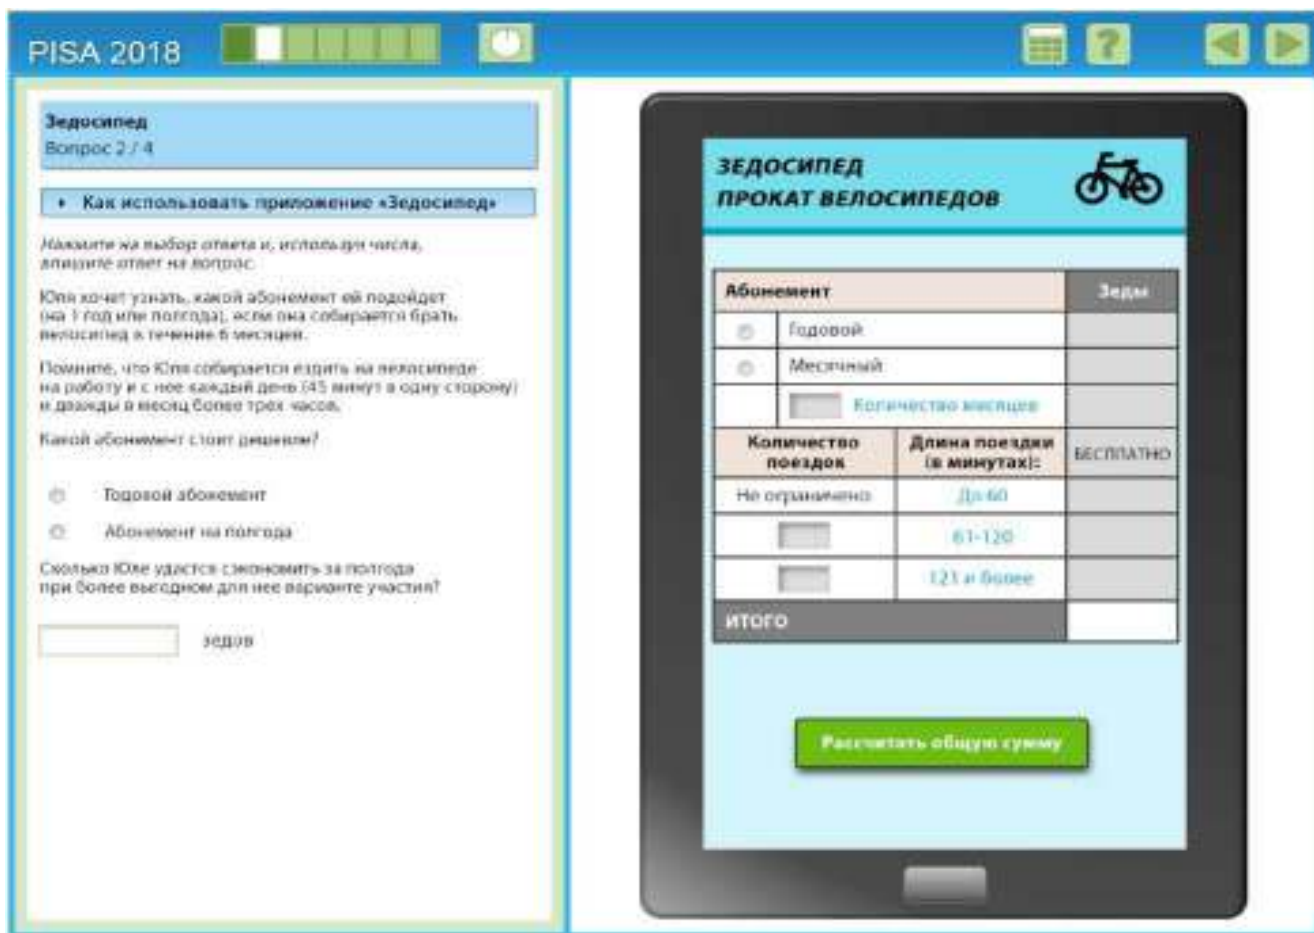 PISA 2018
Зедосипед
Вопрос 2 / 4
• Как использовать приложение «Зедосипед»
Нажмите на выбор ответа и, используя числа,
впишите ответ на вопрос.
Юля хочет узнать, какой абонемент ей подойдет
(на 1 год или полгода), если она собирается брать
велосипед в течение 6 месяцев.
Помните, что Юля собирается ездить на велосипеде
на работу и с нее каждый день (45 минут в одну сторону)
и дважды в месяц более трех часов.
Какой абонимент стоит дешевле?
Годовой абонемент
Абонемент на полгода
Сколько Юле удастся сэкономить за полгода
при более выгодном для нее варианте участия?
зедов
?
ЗЕДОСИПЕД
ПРОКАТ ВЕЛОСИПЕДОВ
Абонемент Зеды
Годовой
Месячный
Количество месяцев
Количество поездок Длина поездки (в минутах): БЕСПЛАТНО
Не ограничено До 60
61-120
121 и более
ИТОГО
Рассчитать общую сумму